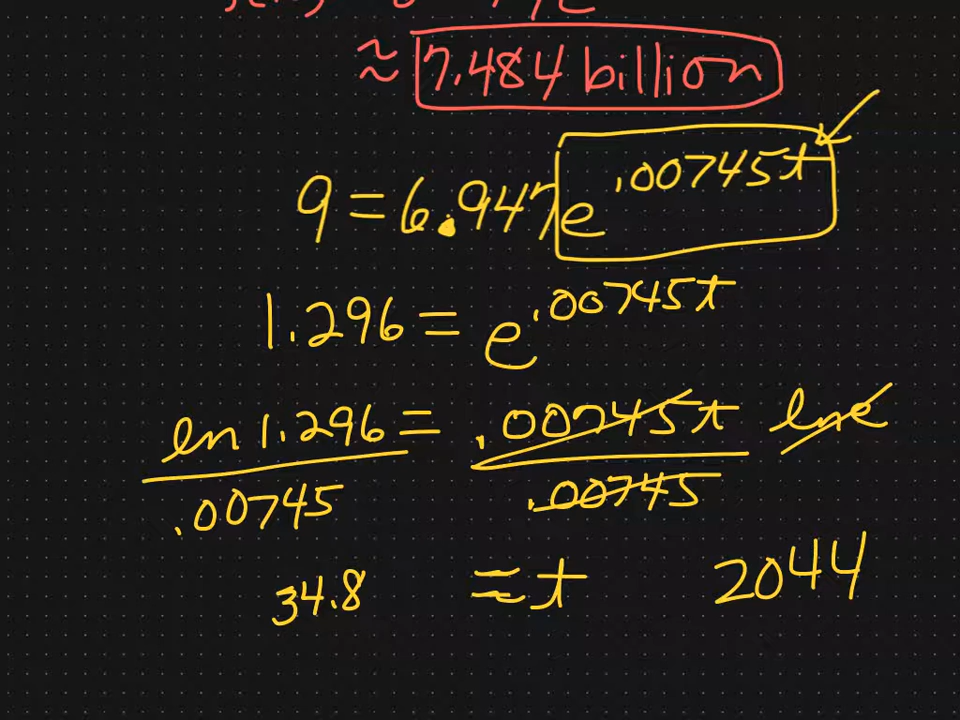 ≈ 7.484 billion
9 = 6.947e^.00745t
1.296 = e^.00745t
ln 1.296 = .00745t ln e
.00745 .00745
34.8 ≈ t 2044